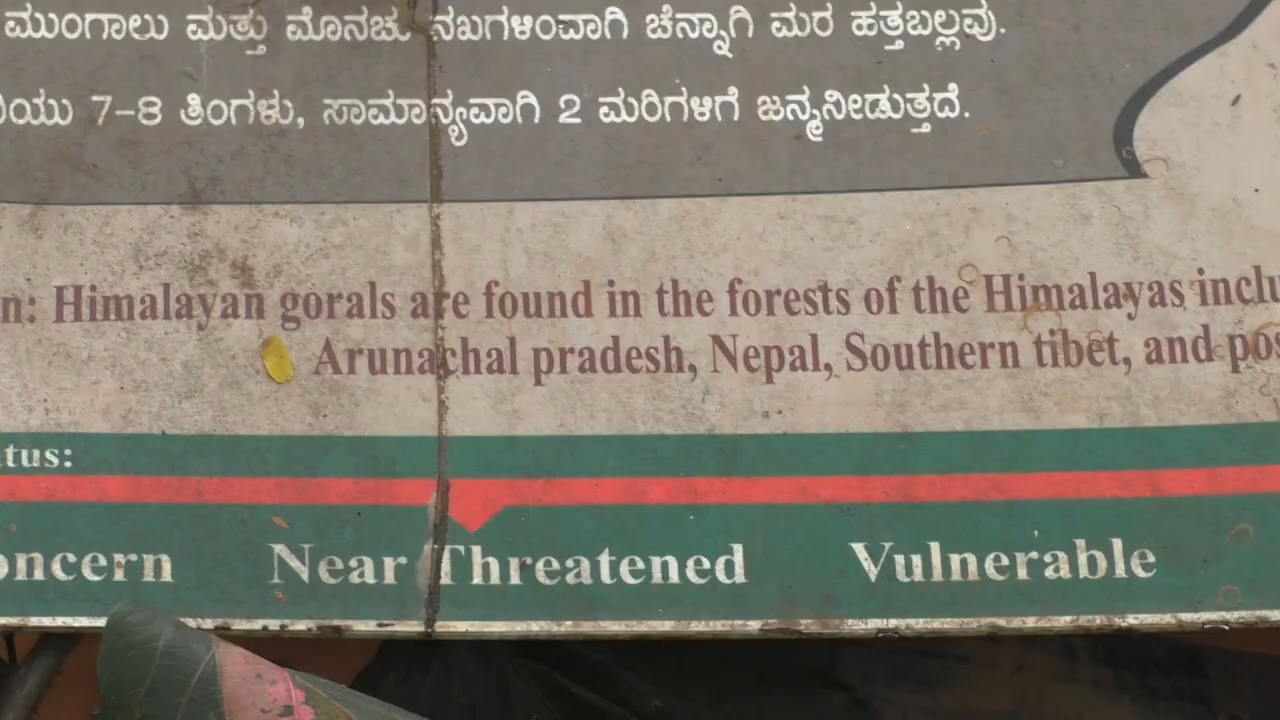 ಮುಂಗಾಲು ಮತ್ತು ಮೊನಚು ನಖಗಳಿಂದಾಗಿ ಚೆನ್ನಾಗಿ ಮರ ಹತ್ತಬಲ್ಲವು.
7-8 ತಿಂಗಳು, ಸಾಮಾನ್ಯವಾಗಿ 2 ಮರಿಗಳಿಗೆ ಜನ್ಮನೀಡುತ್ತದೆ.
n: Himalayan gorals are found in the forests of the Himalayas inclu
Arunachal pradesh, Nepal, Southern tibet, and pos
tus:
oncern Near Threatened Vulnerable